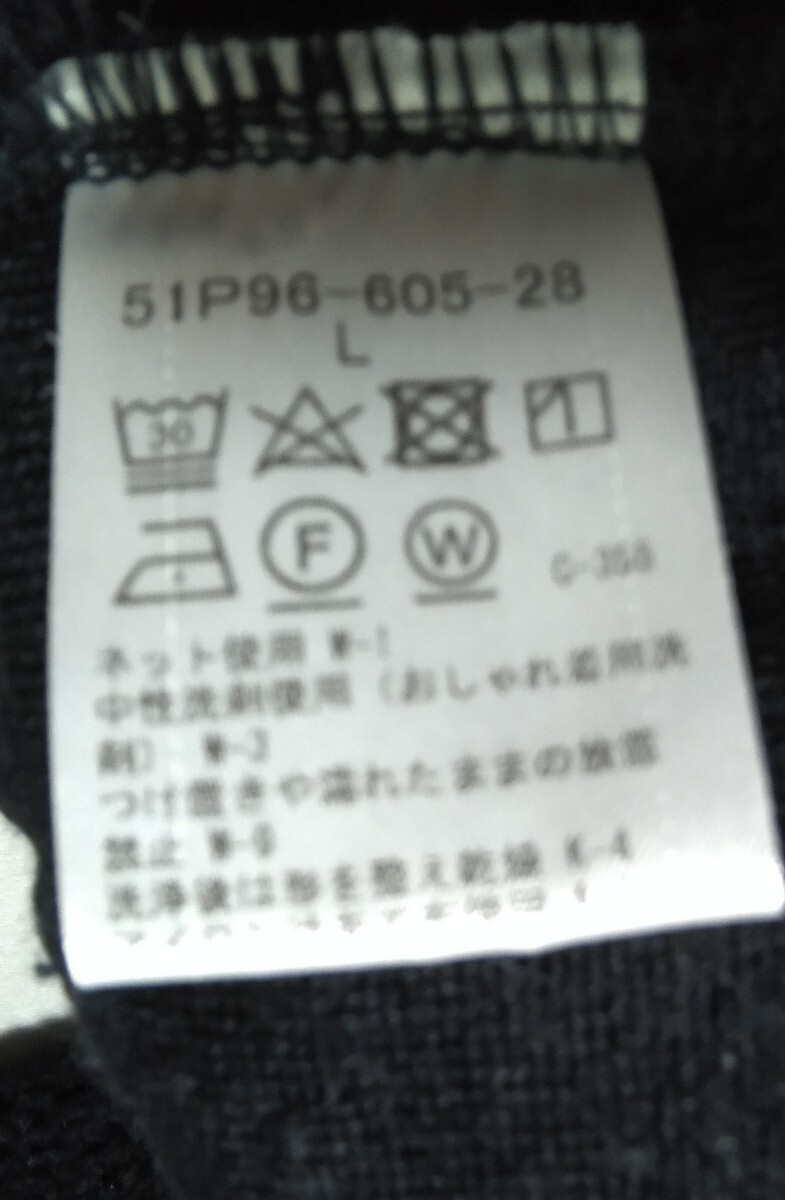 51P96-605-28
L
30
F W
ネット使用 W-1
中性洗剤使用 (おしゃれ着用洗
剤) W-3
つけ置きや濡れたままの放置
禁止 W-9
洗浄後は形を整え乾燥 K-4